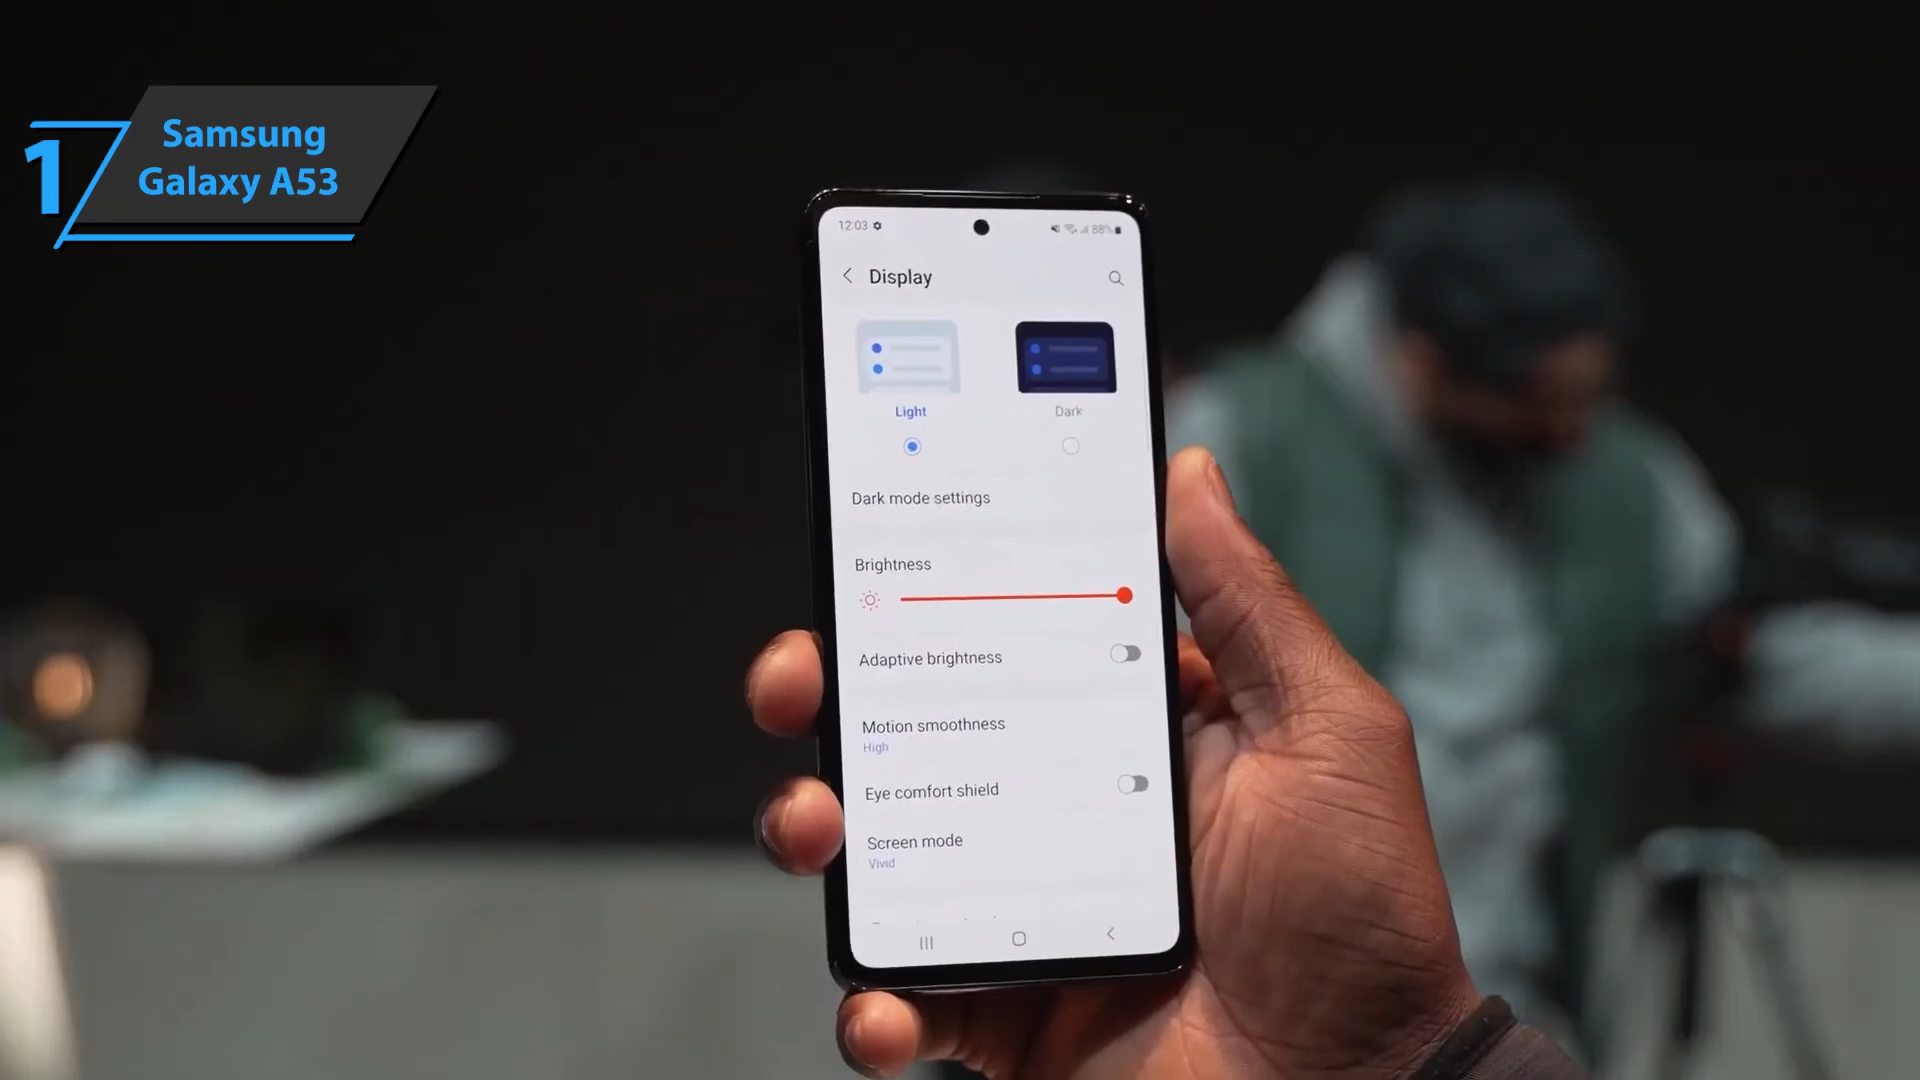 1
Samsung
Galaxy A53
12:03
88%
Display
Light
Dark
Dark mode settings
Brightness
Adaptive brightness
Motion smoothness
High
Eye comfort shield
Screen mode
Vivid